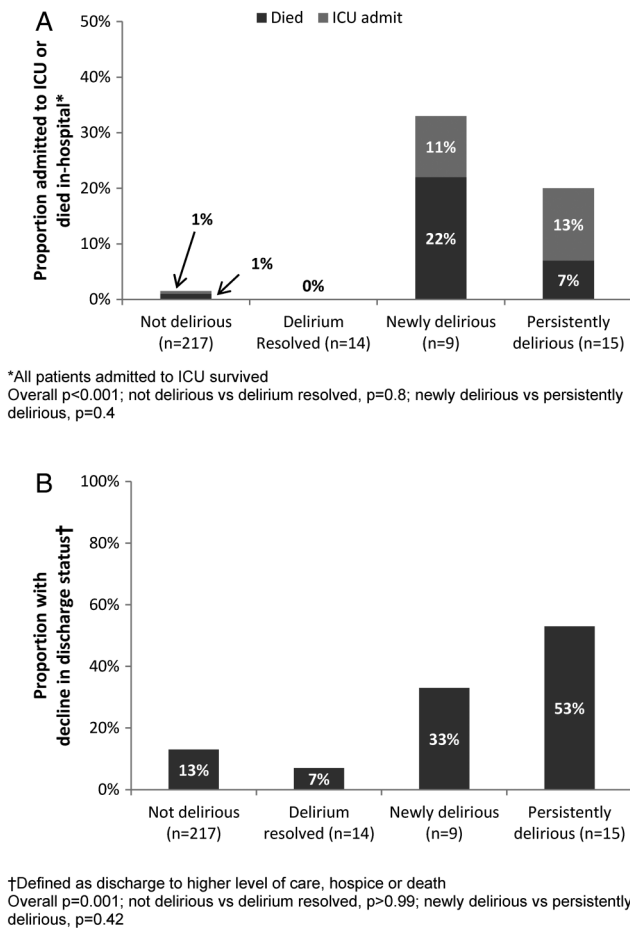 A
Died ICU admit
Proportion admitted to ICU or
died in-hospital*
50%
40%
30%
20%
10%
0%
1%
1%
0%
11%
22%
13%
7%
Not delirious
(n=217)
Delirium
Resolved (n=14)
Newly delirious
(n=9)
Persistently
delirious (n=15)
*All patients admitted to ICU survived
Overall p<0.001; not delirious vs delirium resolved, p=0.8; newly delirious vs persistently
delirious, p=0.4
B
Proportion with
decline in discharge status†
100%
80%
60%
40%
20%
0%
13%
7%
33%
53%
Not delirious
(n=217)
Delirium
resolved (n=14)
Newly delirious
(n=9)
Persistently
delirious (n=15)
†Defined as discharge to higher level of care, hospice or death
Overall p=0.001; not delirious vs delirium resolved, p>0.99; newly delirious vs persistently
delirious, p=0.42